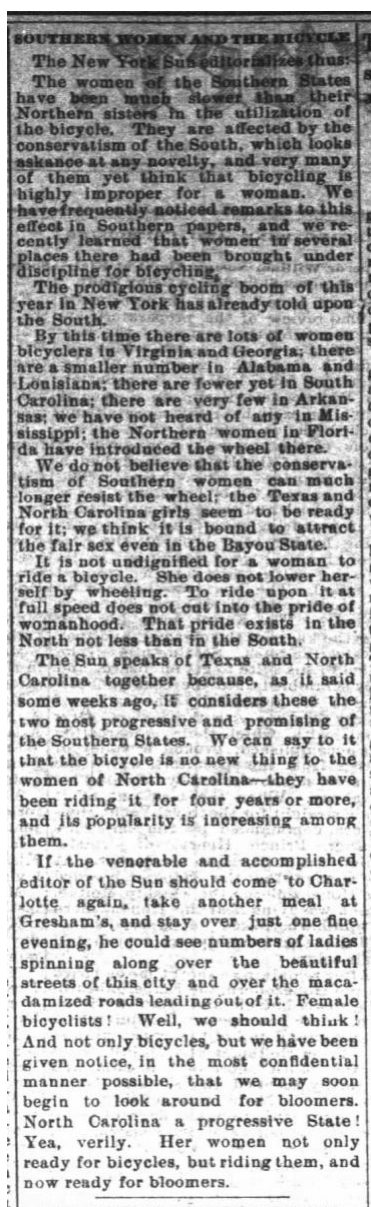 SOUTHERN WOMEN AND THE BICYCLE
The New York Sun editorializes thus:
The women of the Southern States
have been much slower than their
Northern sisters in the utilization of
the bicycle. They are affected by the
conservatism of the South, which looks
askance at any novelty, and very many
of them yet think that bicycling is
highly improper for a woman. We
have frequently noticed remarks to this
effect in Southern papers, and we re-
cently learned that women in several
places there had been brought under
discipline for bicycling.
The prodigious cycling boom of this
year in New York has already told upon
the South.
By this time there are lots of women
bicyclers in Virginia and Georgia; there
are a smaller number in Alabama and
Louisiana; there are fewer yet in South
Carolina; there are very few in Arkan-
sas; we have not heard of any in Mis-
sissippi; the Northern women in Flori-
da have introduced the wheel there.
We do not believe that the conserva-
tism of Southern women can much
longer resist the wheel; the Texas and
North Carolina girls seem to be ready
for it; we think it is bound to attract
the fair sex even in the Bayou State.
It is not undignified for a woman to
ride a bicycle. She does not lower her-
self by wheeling. To ride upon it at
full speed does not cut into the pride of
womanhood. That pride exists in the
North not less than in the South.
The Sun speaks of Texas and North
Carolina together because, as it said
some weeks ago, it considers these the
two most progressive and promising of
the Southern States. We can say to it
that the bicycle is no new thing to the
women of North Carolina—they have
been riding it for four years or more,
and its popularity is increasing among
them.
If the venerable and accomplished
editor of the Sun should come to Char-
lotte again, take another meal at
Gresham's, and stay over just one fine
evening, he could see numbers of ladies
spinning along over the beautiful
streets of this city and over the maca-
damized roads leading out of it. Female
bicyclists! Well, we should think!
And not only bicycles, but we have been
given notice, in the most confidential
manner possible, that we may soon
begin to look around for bloomers.
North Carolina a progressive State!
Yea, verily. Her women not only
ready for bicycles, but riding them, and
now ready for bloomers.